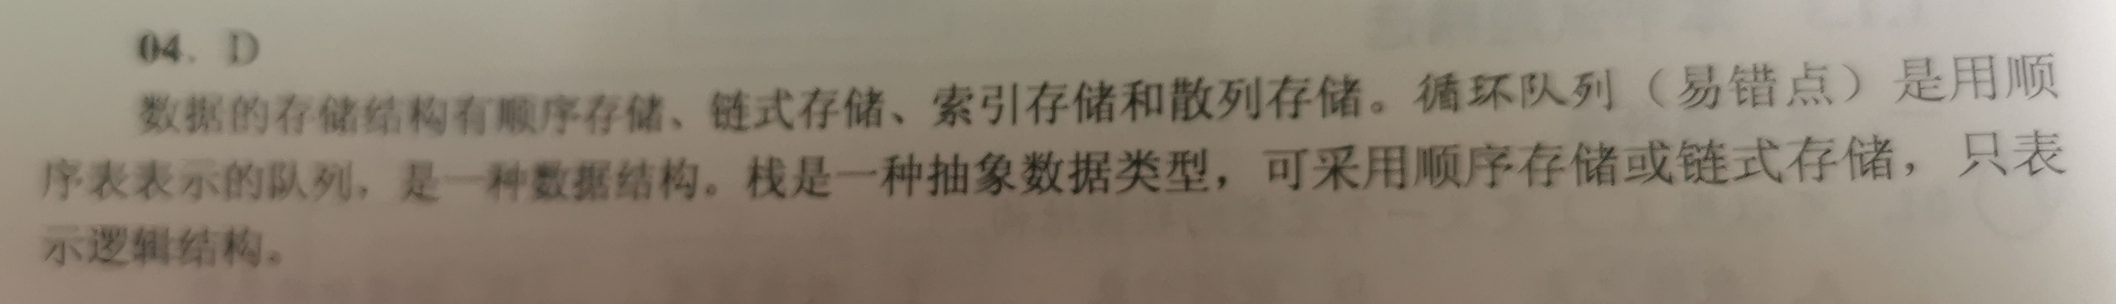 04. D
数据的存储结构有顺序存储、链式存储、索引存储和散列存储。循环队列（易错点）是用顺
序表表示的队列，是一种数据结构。栈是一种抽象数据类型，可采用顺序存储或链式存储，只表
示逻辑结构。